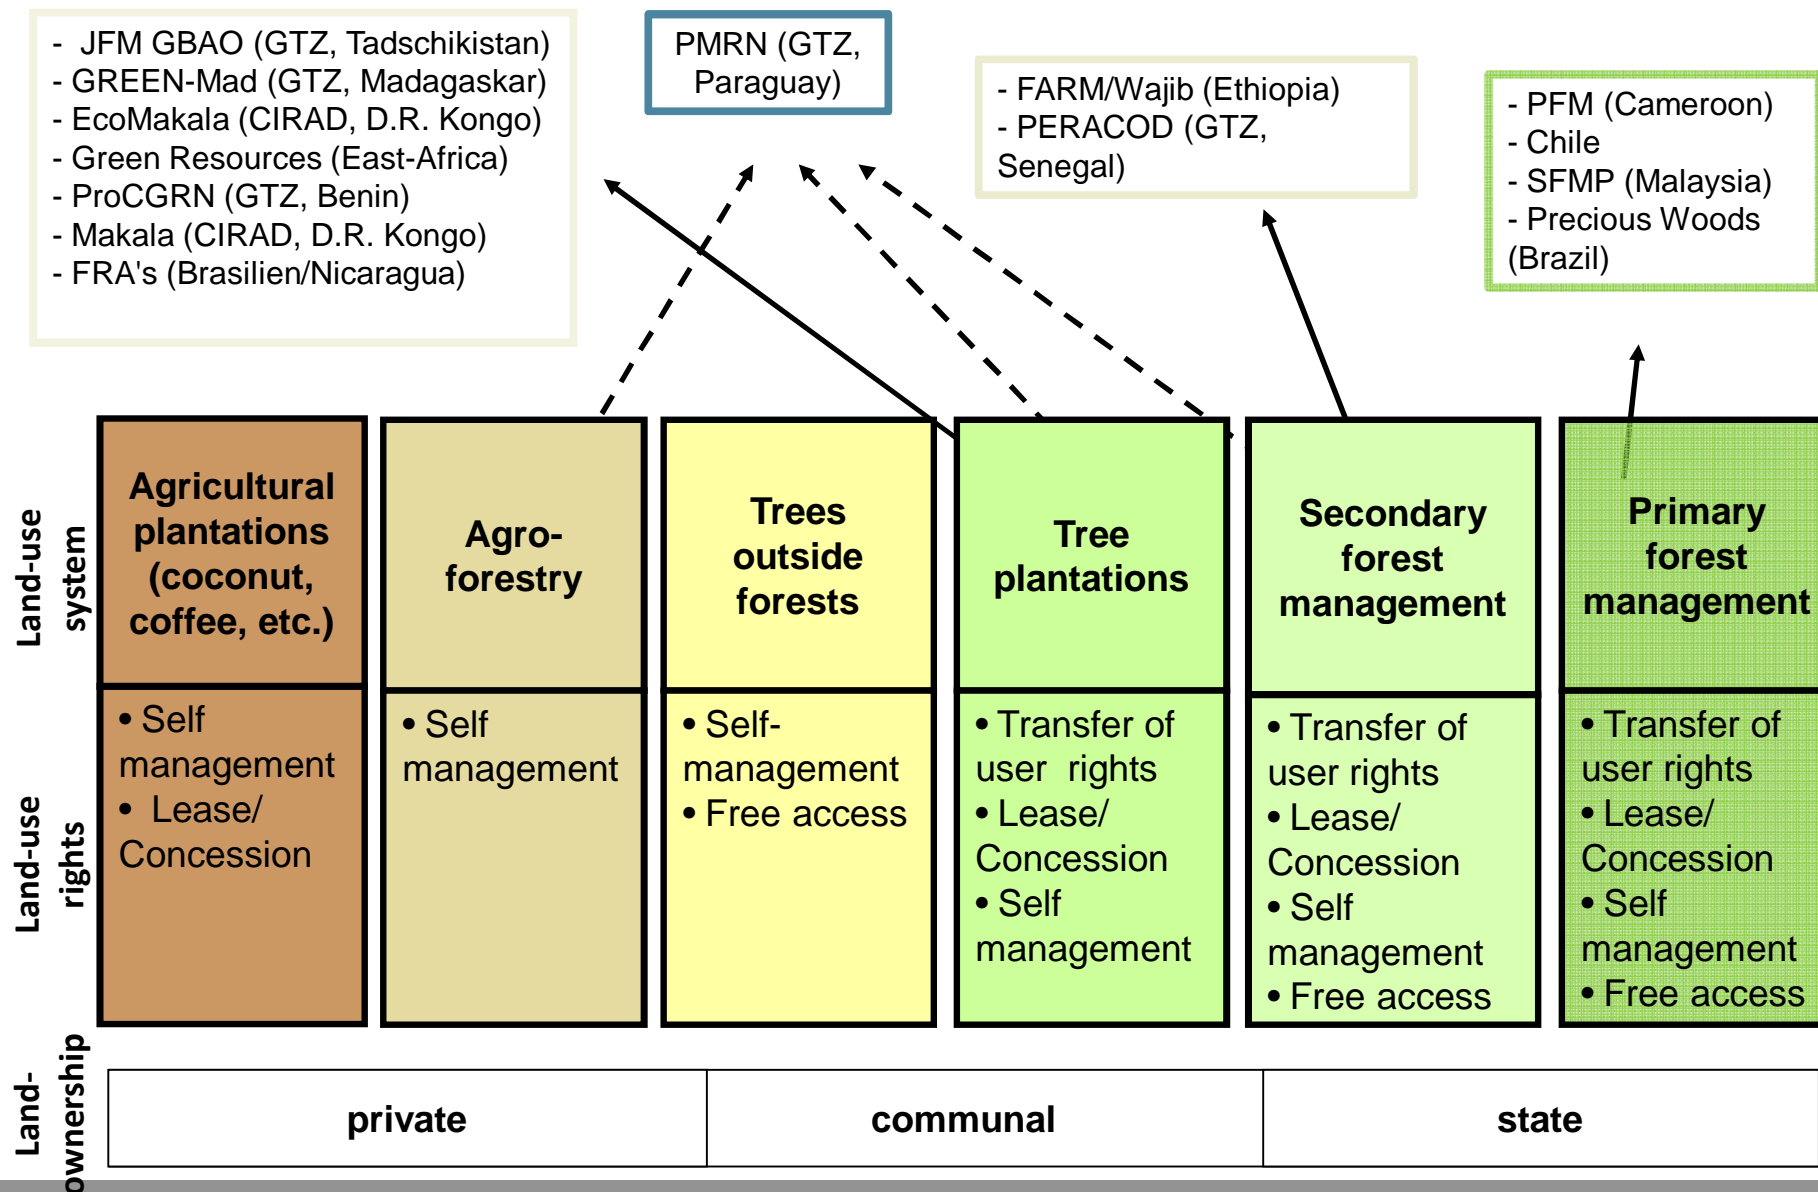 - JFM GBAO (GTZ, Tadschikistan)
- GREEN-Mad (GTZ, Madagaskar)
- EcoMakala (CIRAD, D.R. Kongo)
- Green Resources (East-Africa)
- ProCGRN (GTZ, Benin)
- Makala (CIRAD, D.R. Kongo)
- FRA's (Brasilien/Nicaragua)
PMRN (GTZ,
Paraguay)
- FARM/Wajib (Ethiopia)
- PERACOD (GTZ,
Senegal)
- PFM (Cameroon)
- Chile
- SFMP (Malaysia)
- Precious Woods
(Brazil)
Land-use
system
Agricultural
plantations
(coconut,
coffee, etc.)
Agro-
forestry
Trees
outside
forests
Tree
plantations
Secondary
forest
management
Primary
forest
management
Land-use
rights
• Self
management
• Lease/
Concession
• Self
management
• Self-
management
• Free access
• Transfer of
user rights
• Lease/
Concession
• Self
management
• Transfer of
user rights
• Lease/
Concession
• Self
management
• Free access
• Transfer of
user rights
• Lease/
Concession
• Self
management
• Free access
Land-
ownership
private
communal
state